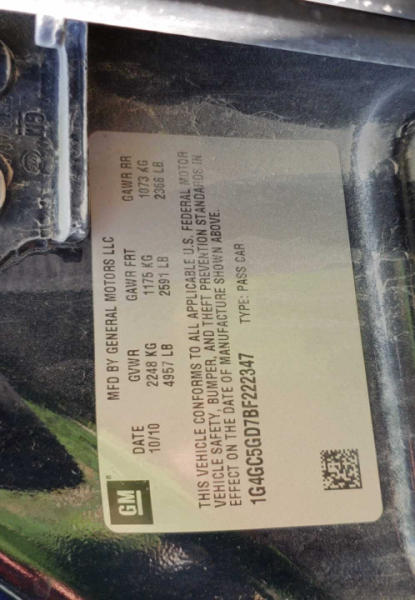 MFD BY GENERAL MOTORS LLC
DATE GVWR GAWR FRT GAWR RR
10/10 2248 KG 1175 KG 1073 KG
4957 LB 2591 LB 2366 LB
THIS VEHICLE CONFORMS TO ALL APPLICABLE U.S. FEDERAL MOTOR
VEHICLE SAFETY, BUMPER, AND THEFT PREVENTION STANDARDS IN
EFFECT ON THE DATE OF MANUFACTURE SHOWN ABOVE.
1G4GC5GD7BF222347 TYPE: PASS CAR
GM